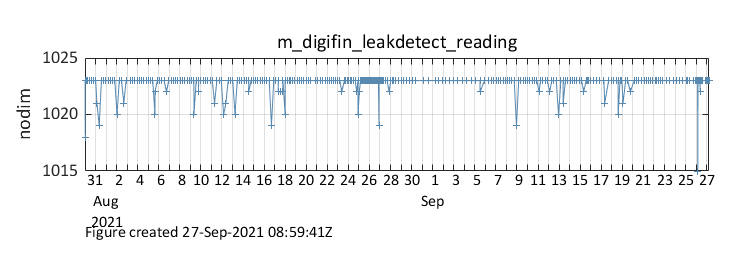 m_digifin_leakdetect_reading
1025
1020
1015
nodim
31 2 4 6 8 10 12 14 16 18 20 22 24 26 28 30 1 3 5 7 9 11 13 15 17 19 21 23 25 27
Aug Sep
2021
Figure created 27-Sep-2021 08:59:41Z